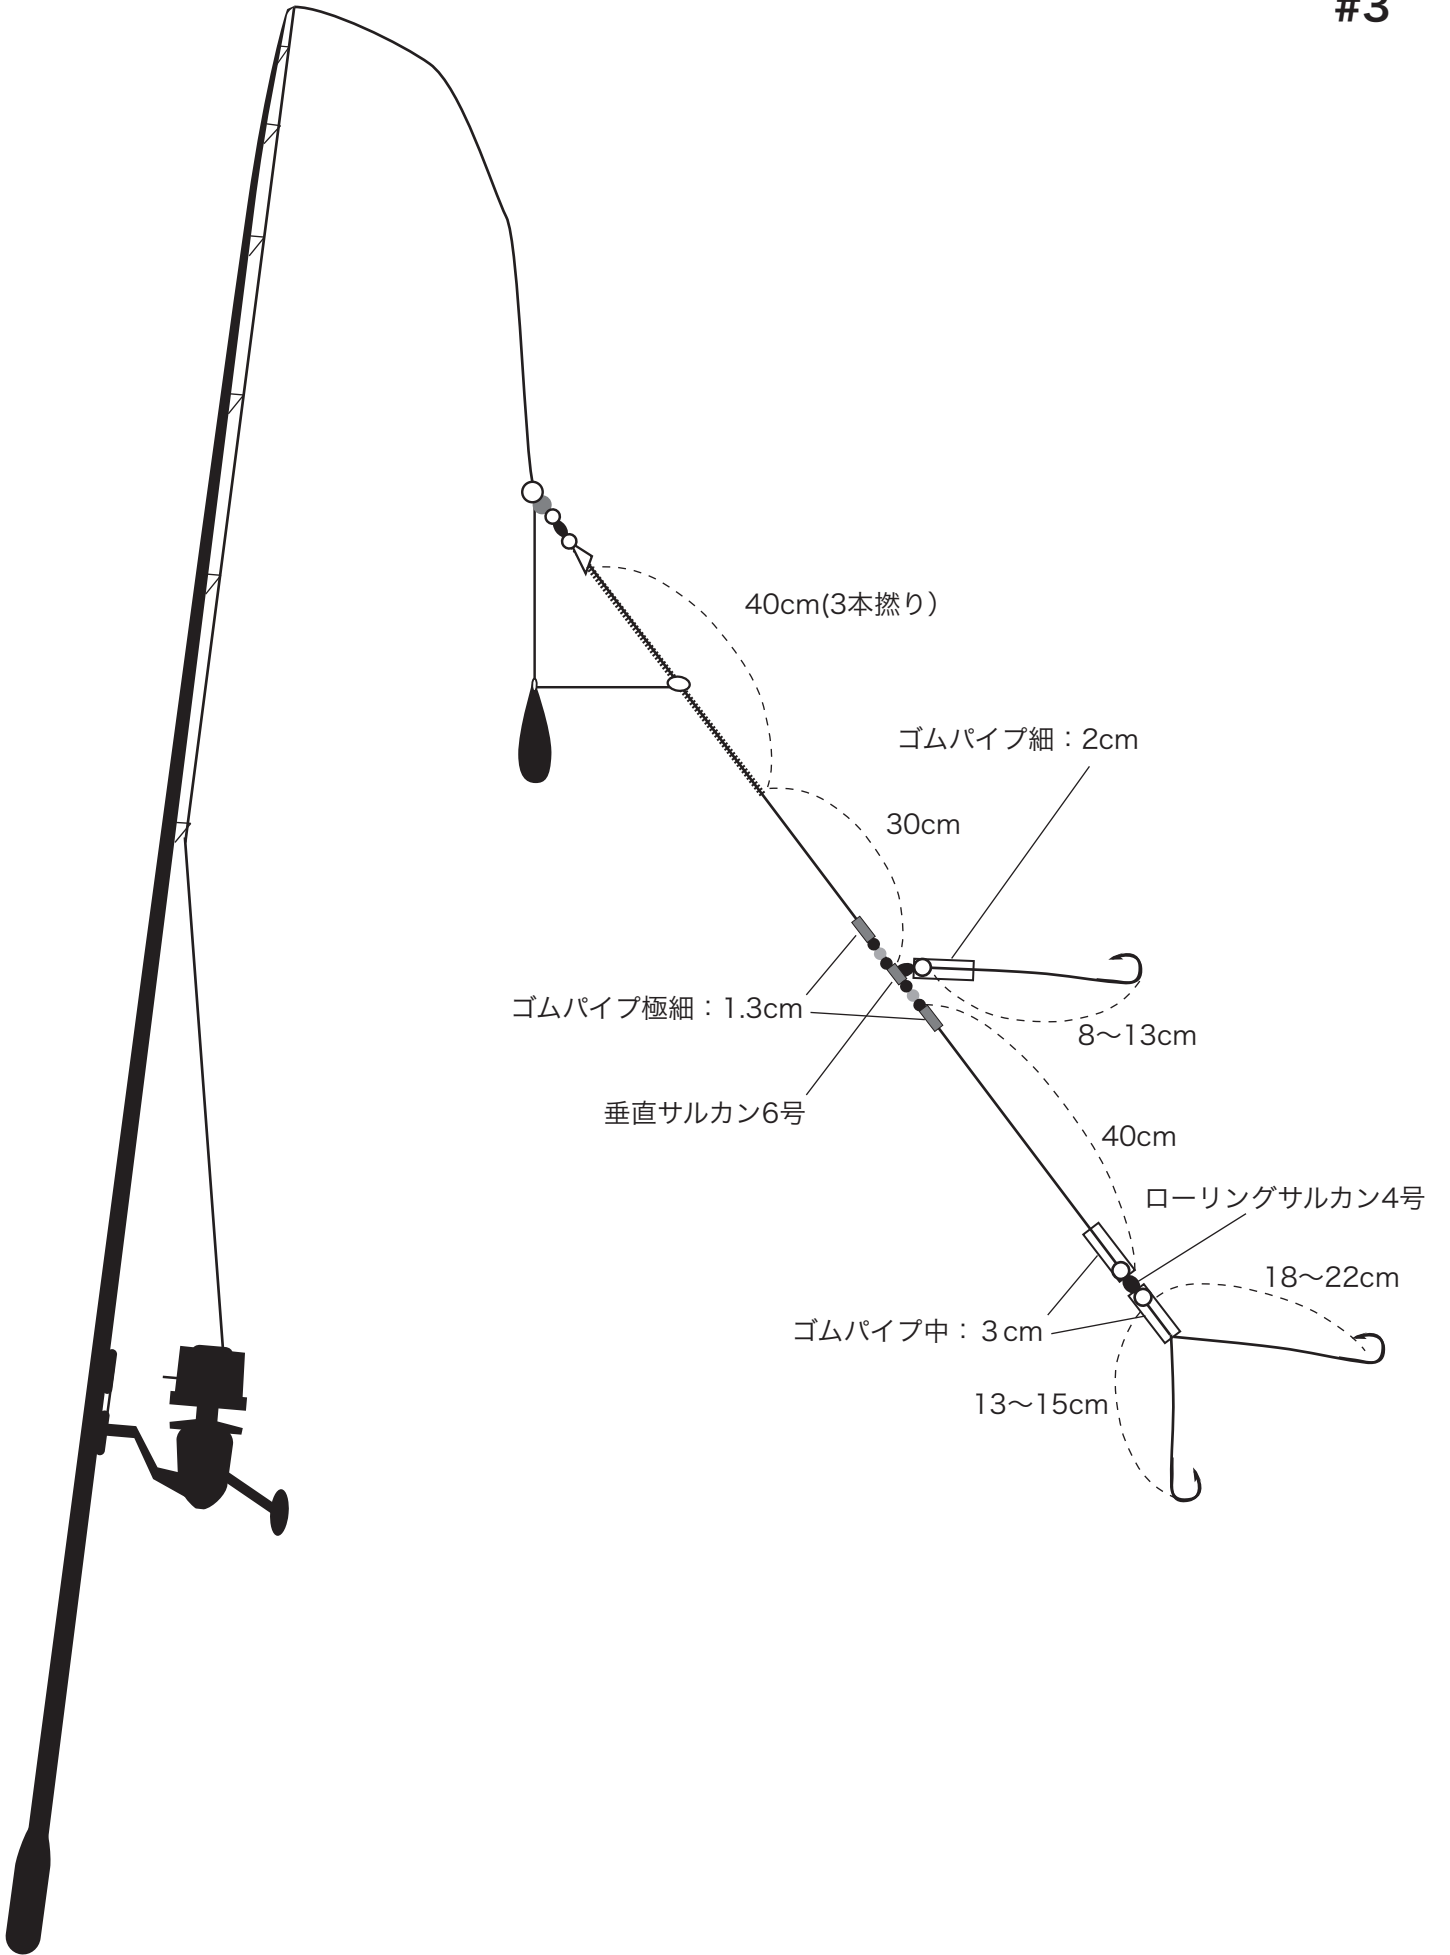 #3
40cm(3本撚り）
ゴムパイプ細：2cm
30cm
ゴムパイプ極細：1.3cm
8〜13cm
垂直サルカン6号
40cm
ローリングサルカン4号
18〜22cm
ゴムパイプ中：３cm
13〜15cm